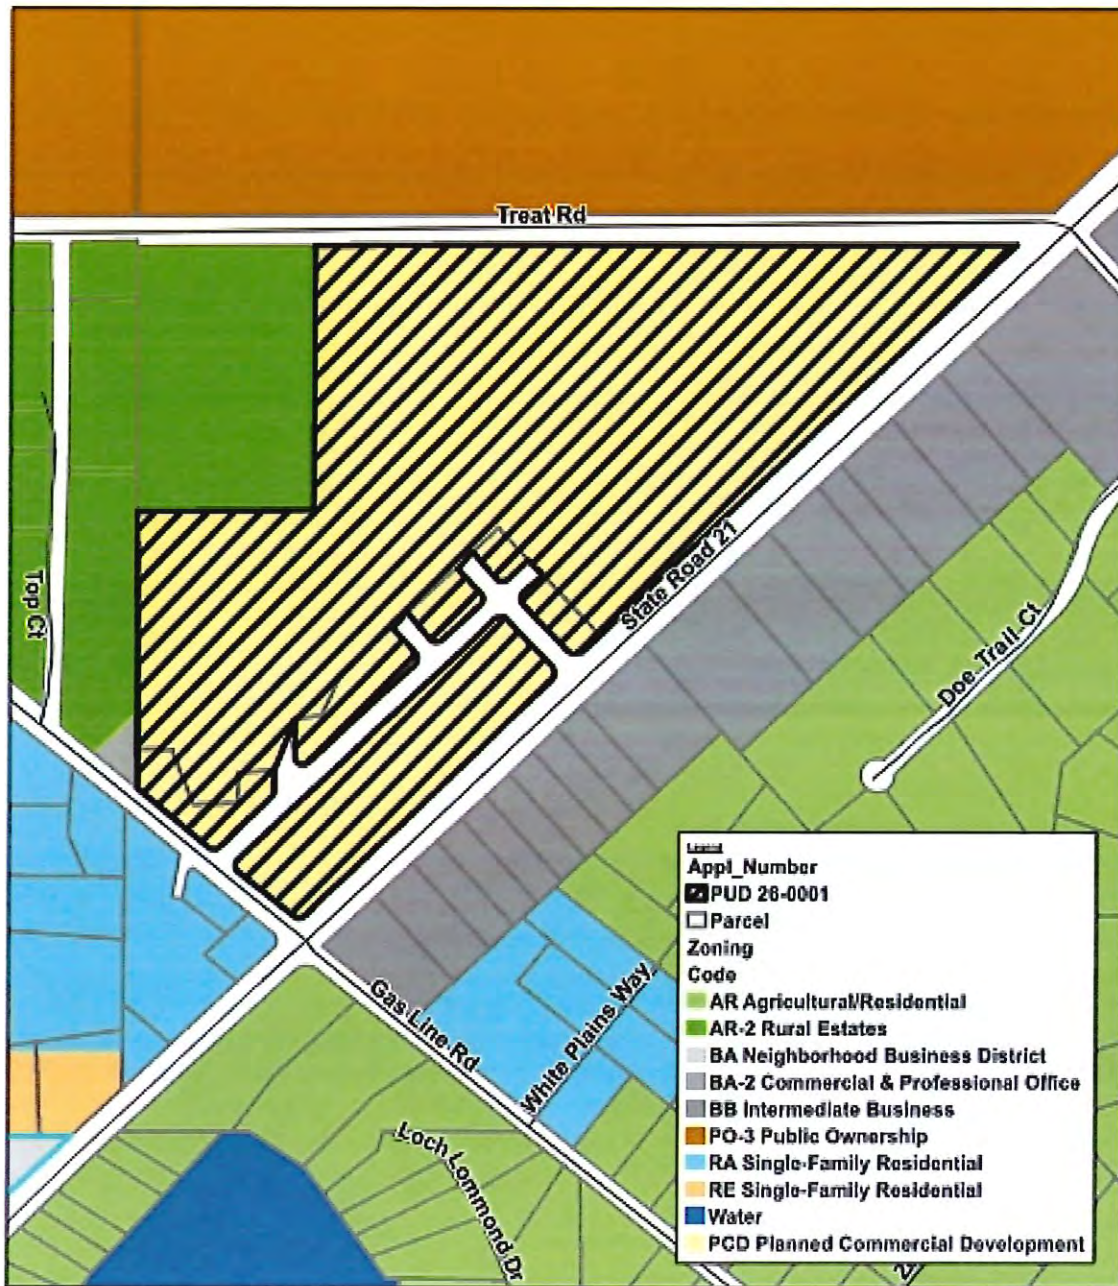 Treat Rd
State Road 21
Top Ct
Doe Trail Ct
Gas Line Rd
White Plains Way
Loch Lommond Dr
Legend
Appl_Number
PUD 26-0001
Parcel
Zoning
Code
AR Agricultural/Residential
AR-2 Rural Estates
BA Neighborhood Business District
BA-2 Commercial & Professional Office
BB Intermediate Business
PO-3 Public Ownership
RA Single-Family Residential
RE Single-Family Residential
Water
PCD Planned Commercial Development